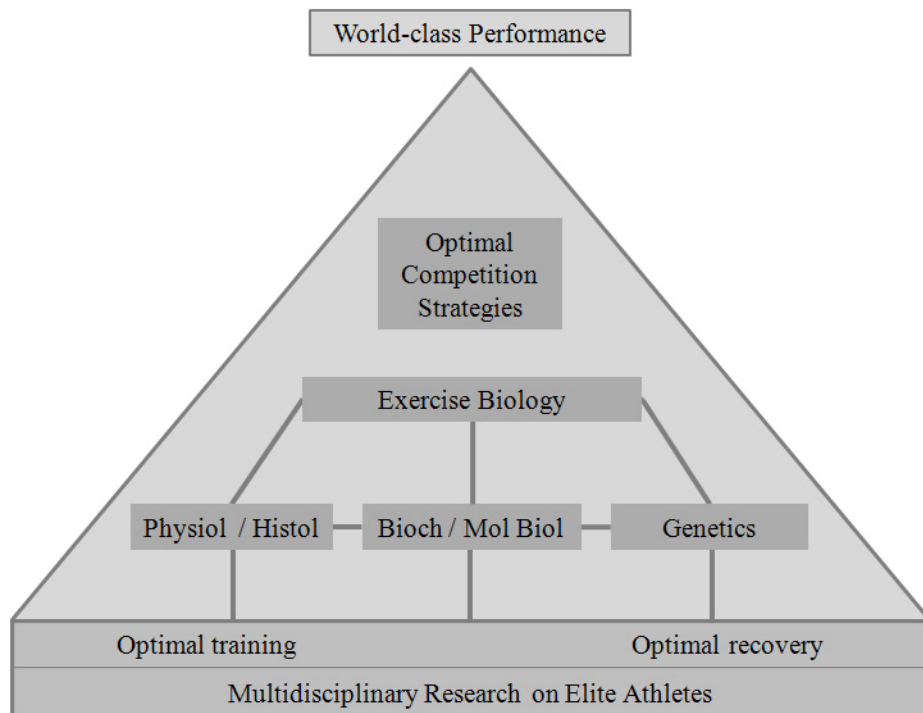 World-class Performance
Optimal
Competition
Strategies
Exercise Biology
Physiol / Histol
Bioch / Mol Biol
Genetics
Optimal training
Optimal recovery
Multidisciplinary Research on Elite Athletes